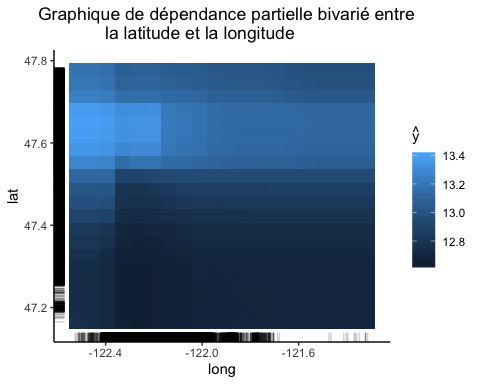 Graphique de dépendance partielle bivarié entre
la latitude et la longitude
47.8
47.6
47.4
47.2
lat
-122.4
-122.0
-121.6
long
ŷ
13.4
13.2
13.0
12.8